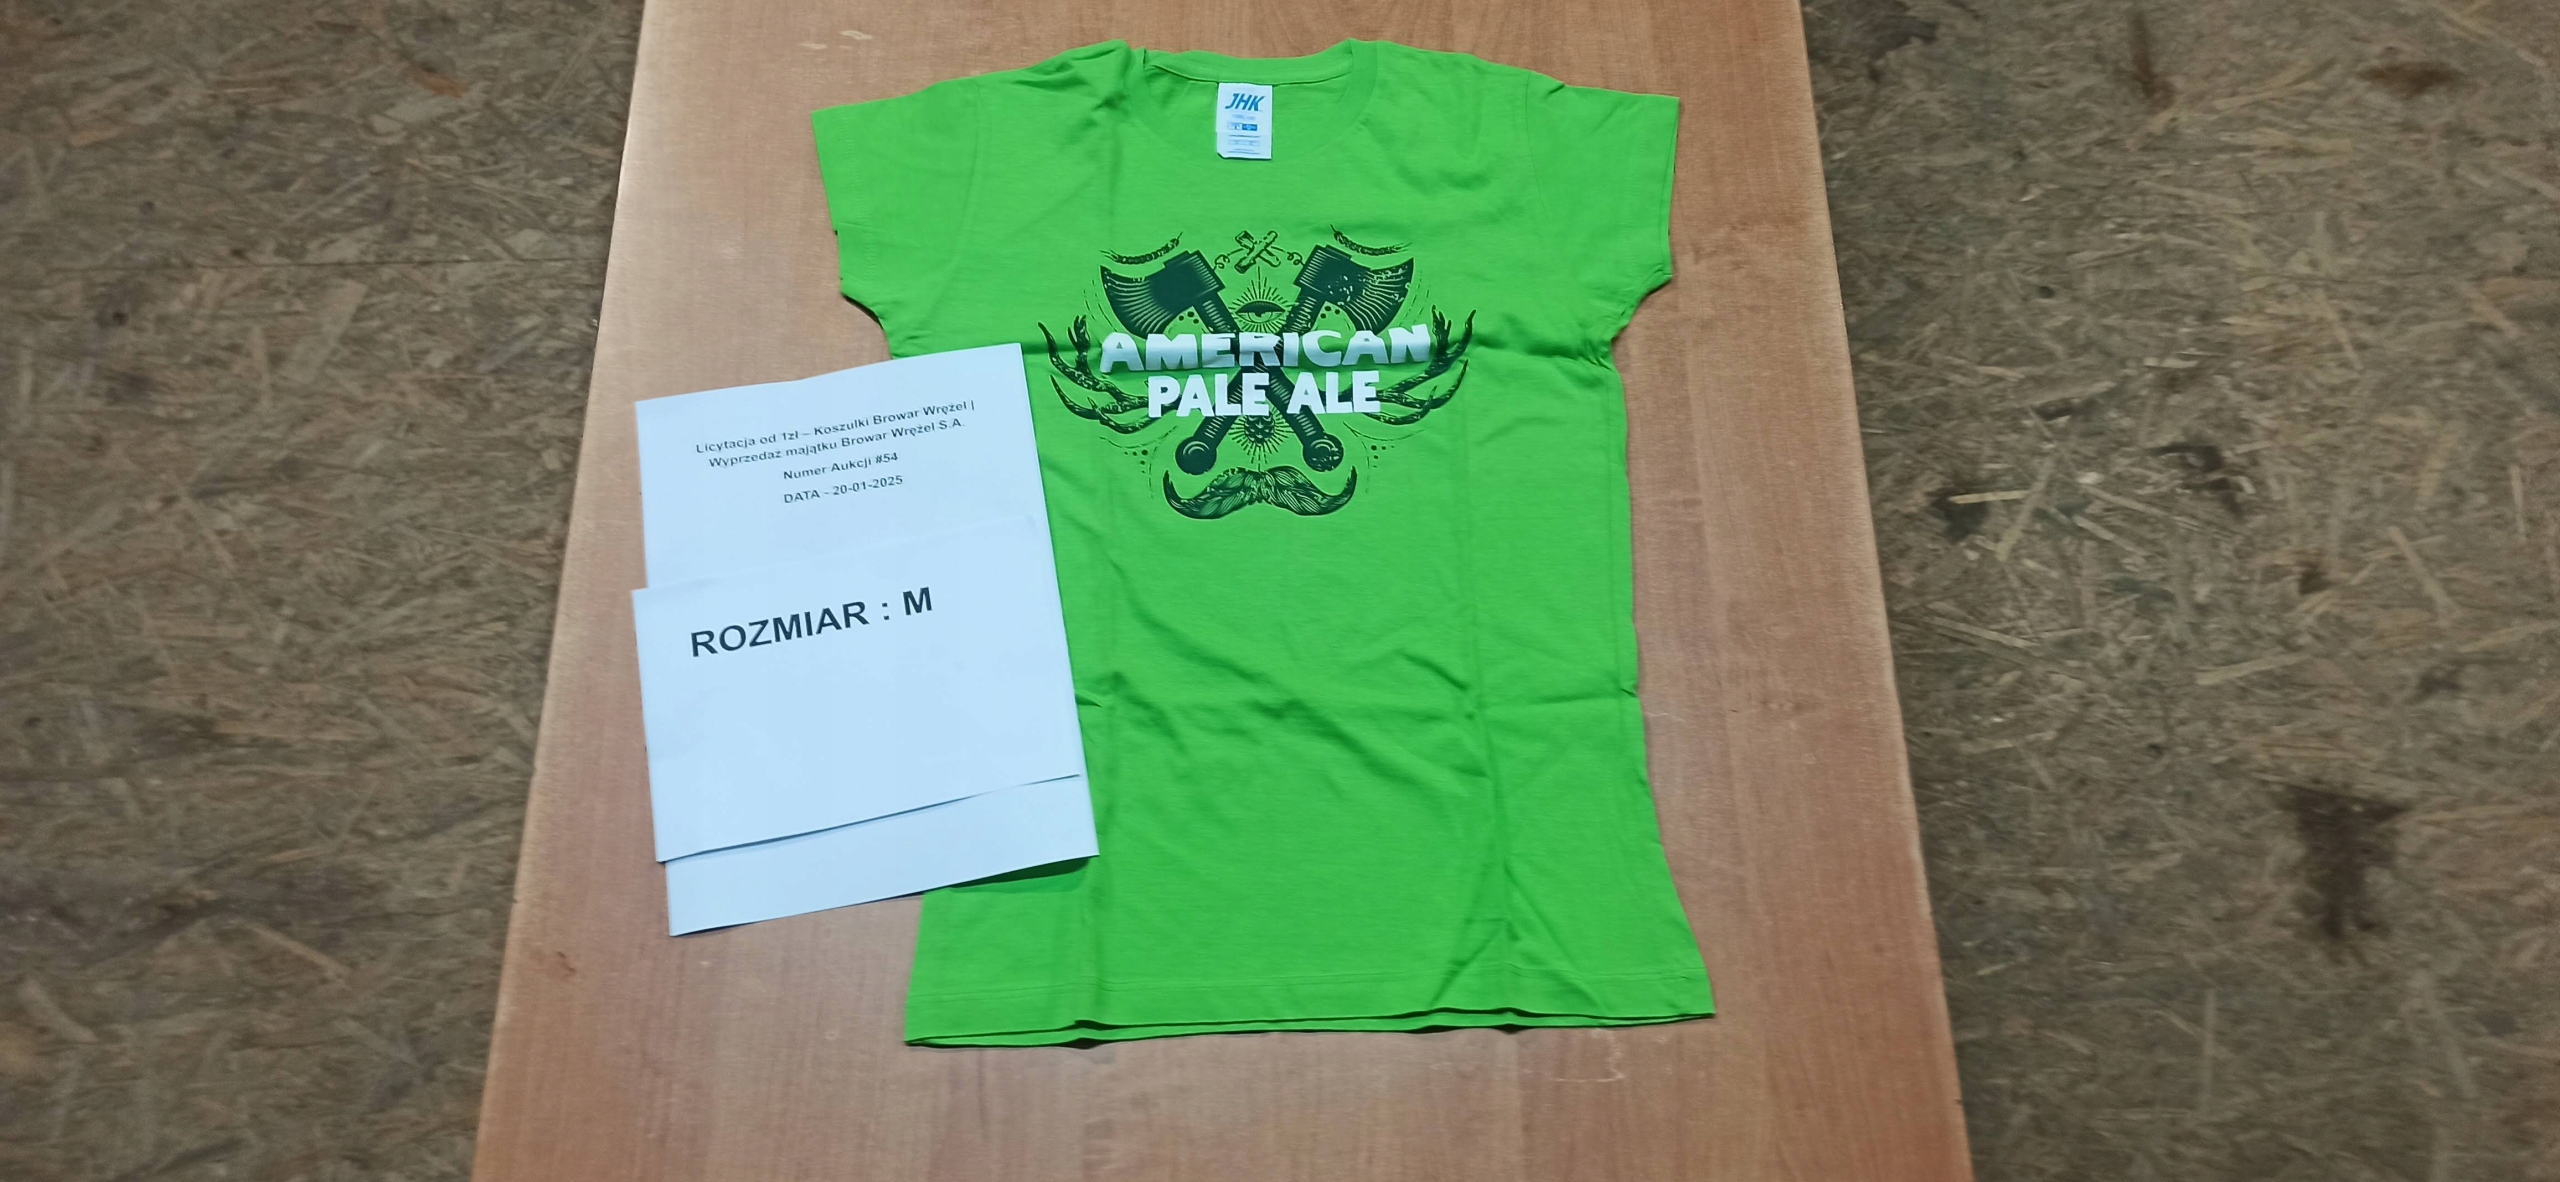 JHK
AMERICAN
PALE ALE
Licytacja od 1zł – Koszulki Browar Wrężel |
Wyprzedaż majątku Browar Wrężel S.A.
Numer Aukcji #54
DATA - 20-01-2025
ROZMIAR : M